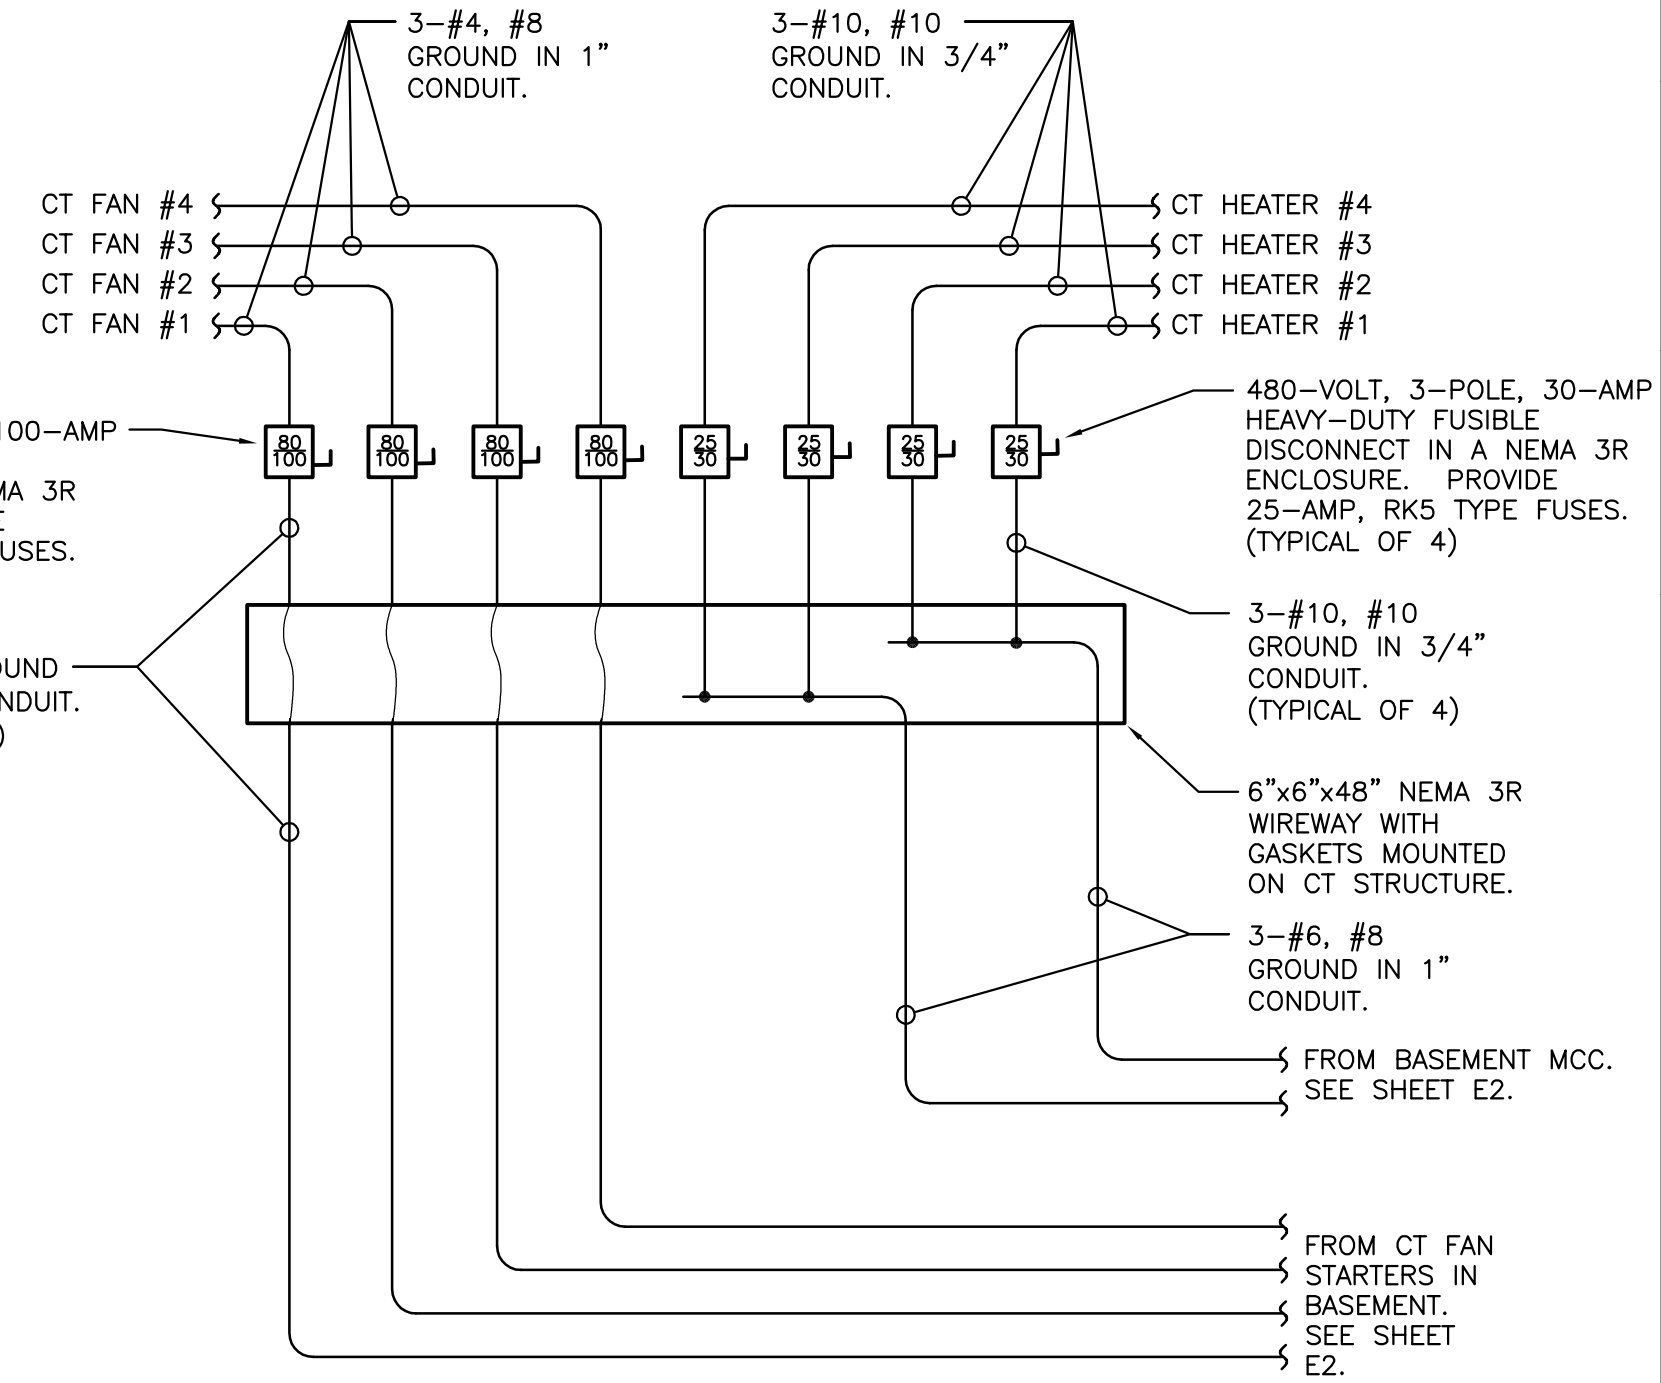 3-#4, #8
GROUND IN 1"
CONDUIT.
3-#10, #10
GROUND IN 3/4"
CONDUIT.
CT FAN #4
CT FAN #3
CT FAN #2
CT FAN #1
CT HEATER #4
CT HEATER #3
CT HEATER #2
CT HEATER #1
100-AMP
MA 3R
E
USES.
80
100
80
100
80
100
80
100
25
30
25
30
25
30
25
30
480-VOLT, 3-POLE, 30-AMP
HEAVY-DUTY FUSIBLE
DISCONNECT IN A NEMA 3R
ENCLOSURE. PROVIDE
25-AMP, RK5 TYPE FUSES.
(TYPICAL OF 4)
OUND
NDUIT.
)
3-#10, #10
GROUND IN 3/4"
CONDUIT.
(TYPICAL OF 4)
6"x6"x48" NEMA 3R
WIREWAY WITH
GASKETS MOUNTED
ON CT STRUCTURE.
3-#6, #8
GROUND IN 1"
CONDUIT.
FROM BASEMENT MCC.
SEE SHEET E2.
FROM CT FAN
STARTERS IN
BASEMENT.
SEE SHEET
E2.